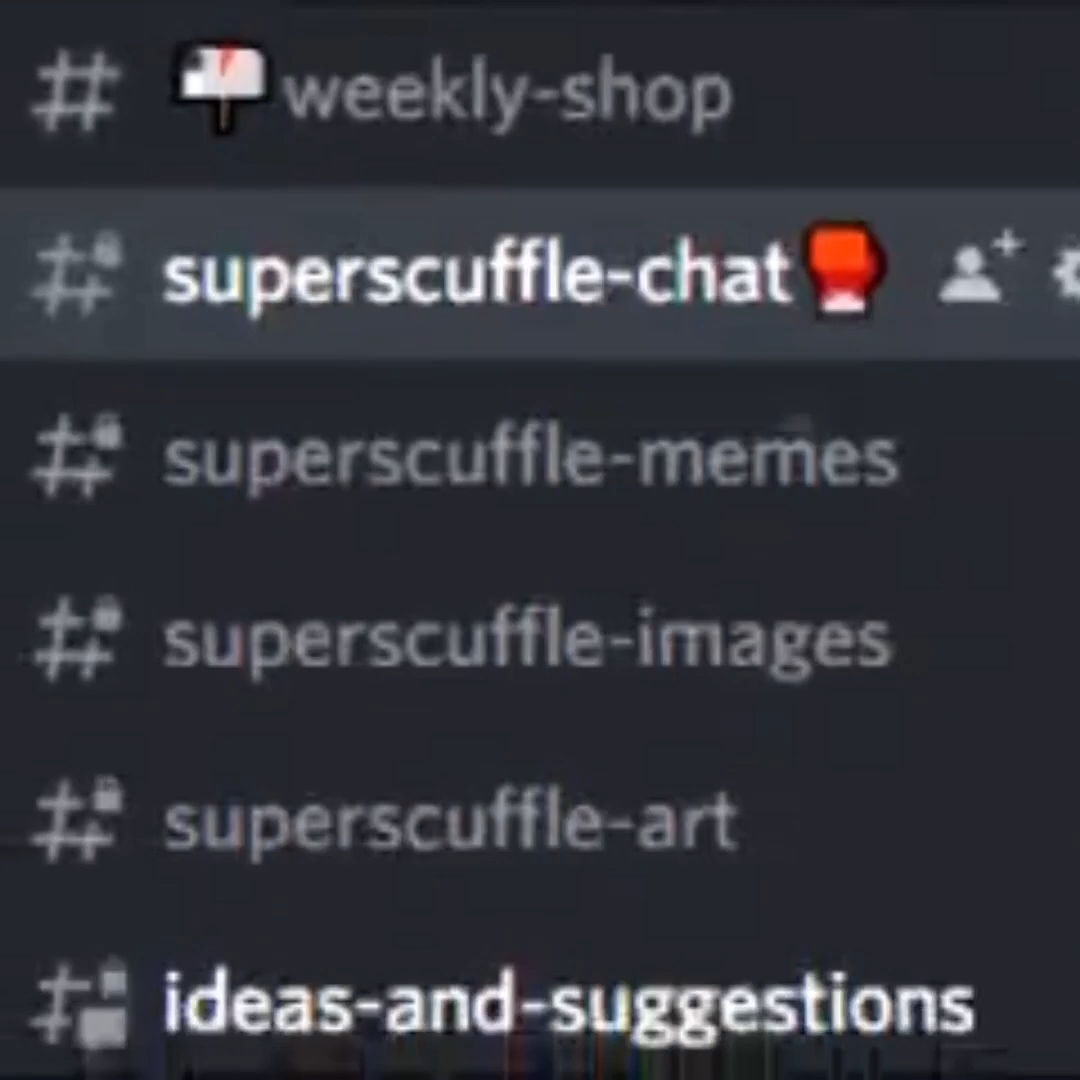 weekly-shop
superscuffle-chat
superscuffle-memes
superscuffle-images
superscuffle-art
ideas-and-suggestions